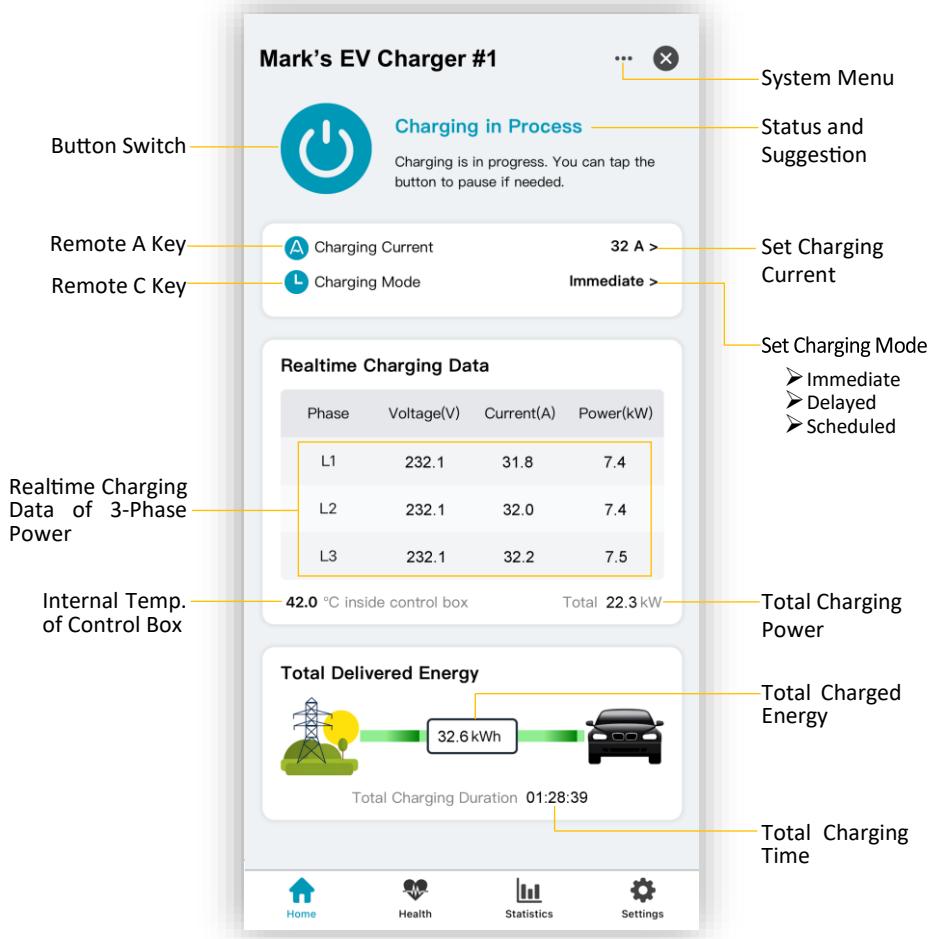 Mark's EV Charger #1
System Menu
Button Switch
Charging in Process
Charging is in progress. You can tap the
button to pause if needed.
Status and
Suggestion
Remote A Key
A Charging Current
32 A >
Set Charging
Current
Remote C Key
Charging Mode
Immediate >
Set Charging Mode
➢ Immediate
➢ Delayed
➢ Scheduled
Realtime Charging Data
Phase Voltage(V) Current(A) Power(kW)
L1 232.1 31.8 7.4
L2 232.1 32.0 7.4
L3 232.1 32.2 7.5
Realtime Charging
Data of 3-Phase
Power
Internal Temp.
of Control Box
42.0 °C inside control box
Total 22.3 kW
Total Charging
Power
Total Delivered Energy
32.6 kWh
Total Charged
Energy
Total Charging Duration 01:28:39
Total Charging
Time
Home Health Statistics Settings